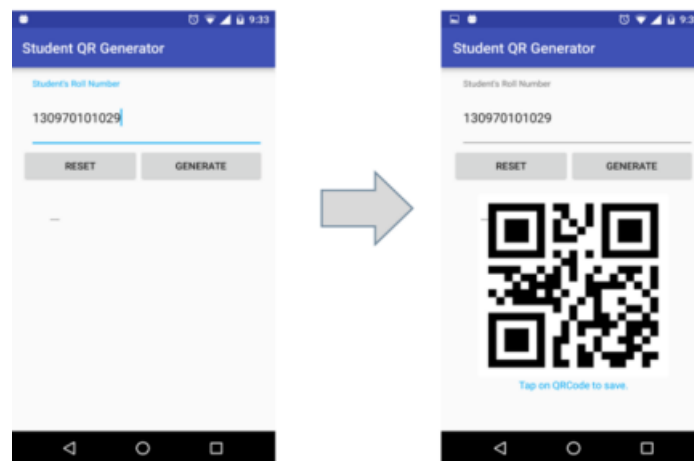 9:33
Student QR Generator
Student's Roll Number
130970101029
RESET GENERATE
9:33
Student QR Generator
Student's Roll Number
130970101029
RESET GENERATE
Tap on QRCode to save.